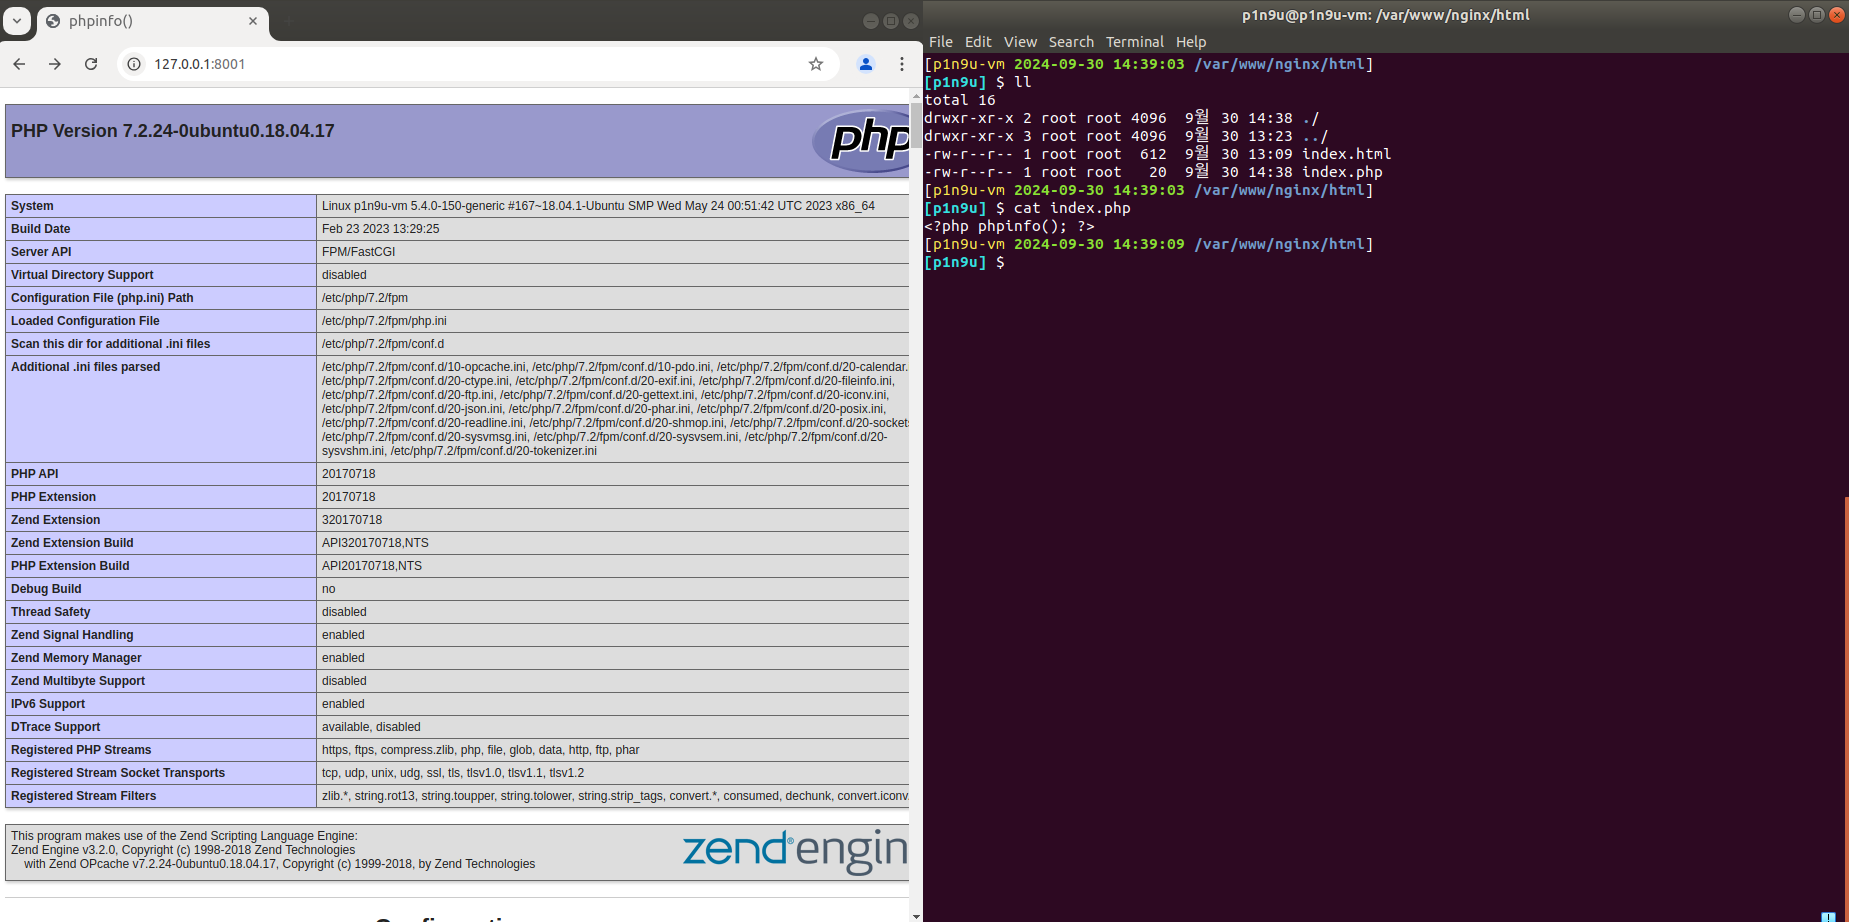 phpinfo()
127.0.0.1:8001
PHP Version 7.2.24-0ubuntu0.18.04.17
php
System Linux p1n9u-vm 5.4.0-150-generic #167~18.04.1-Ubuntu SMP Wed May 24 00:51:42 UTC 2023 x86_64
Build Date Feb 23 2023 13:29:25
Server API FPM/FastCGI
Virtual Directory Support disabled
Configuration File (php.ini) Path /etc/php/7.2/fpm
Loaded Configuration File /etc/php/7.2/fpm/php.ini
Scan this dir for additional .ini files /etc/php/7.2/fpm/conf.d
Additional .ini files parsed /etc/php/7.2/fpm/conf.d/10-opcache.ini, /etc/php/7.2/fpm/conf.d/10-pdo.ini, /etc/php/7.2/fpm/conf.d/20-calendar.
/etc/php/7.2/fpm/conf.d/20-ctype.ini, /etc/php/7.2/fpm/conf.d/20-exif.ini, /etc/php/7.2/fpm/conf.d/20-fileinfo.ini,
/etc/php/7.2/fpm/conf.d/20-ftp.ini, /etc/php/7.2/fpm/conf.d/20-gettext.ini, /etc/php/7.2/fpm/conf.d/20-iconv.ini,
/etc/php/7.2/fpm/conf.d/20-json.ini, /etc/php/7.2/fpm/conf.d/20-phar.ini, /etc/php/7.2/fpm/conf.d/20-posix.ini,
/etc/php/7.2/fpm/conf.d/20-readline.ini, /etc/php/7.2/fpm/conf.d/20-shmop.ini, /etc/php/7.2/fpm/conf.d/20-sockets
/etc/php/7.2/fpm/conf.d/20-sysvmsg.ini, /etc/php/7.2/fpm/conf.d/20-sysvsem.ini, /etc/php/7.2/fpm/conf.d/20-
sysvshm.ini, /etc/php/7.2/fpm/conf.d/20-tokenizer.ini
PHP API 20170718
PHP Extension 20170718
Zend Extension 320170718
Zend Extension Build API320170718,NTS
PHP Extension Build API20170718,NTS
Debug Build no
Thread Safety disabled
Zend Signal Handling enabled
Zend Memory Manager enabled
Zend Multibyte Support disabled
IPv6 Support enabled
DTrace Support available, disabled
Registered PHP Streams https, ftps, compress.zlib, php, file, glob, data, http, ftp, phar
Registered Stream Socket Transports tcp, udp, unix, udg, ssl, tls, tlsv1.0, tlsv1.1, tlsv1.2
Registered Stream Filters zlib.*, string.rot13, string.toupper, string.tolower, string.strip_tags, convert.*, consumed, dechunk, convert.iconv.
This program makes use of the Zend Scripting Language Engine:
Zend Engine v3.2.0, Copyright (c) 1998-2018 Zend Technologies
with Zend OPcache v7.2.24-0ubuntu0.18.04.17, Copyright (c) 1999-2018, by Zend Technologies
zend® engin
p1n9u@p1n9u-vm: /var/www/nginx/html
File Edit View Search Terminal Help
[p1n9u-vm 2024-09-30 14:39:03 /var/www/nginx/html]
[p1n9u] $ ll
total 16
drwxr-xr-x 2 root root 4096  9월 30 14:38 ./
drwxr-xr-x 3 root root 4096  9월 30 13:23 ../
-rw-r--r-- 1 root root  612  9월 30 13:09 index.html
-rw-r--r-- 1 root root   20  9월 30 14:38 index.php
[p1n9u-vm 2024-09-30 14:39:03 /var/www/nginx/html]
[p1n9u] $ cat index.php
<?php phpinfo(); ?>
[p1n9u-vm 2024-09-30 14:39:09 /var/www/nginx/html]
[p1n9u] $